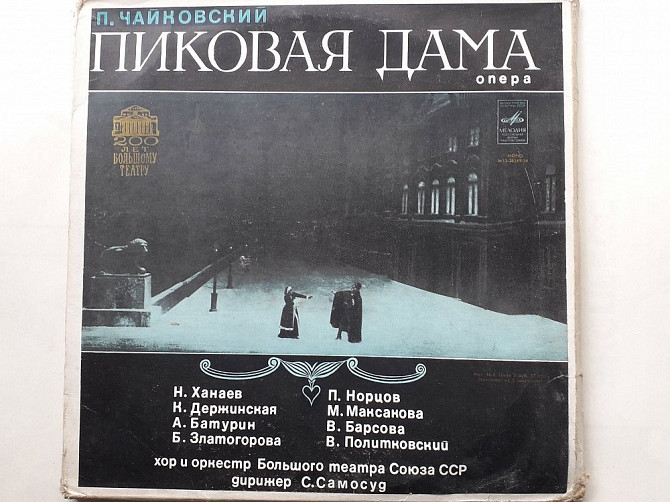 П. ЧАЙКОВСКИЙ
ПИКОВАЯ ДАМА
опера
200
ЛЕТ
БОЛЬШОМУ
ТЕАТРУ
МЕЛОДИЯ
МОНО
Н. Ханаев
К. Держинская
А. Батурин
Б. Златогорова
П. Норцов
М. Максакова
В. Барсова
В. Политковский
хор и оркестр Большого театра Союза ССР
дирижер С. Самосуд